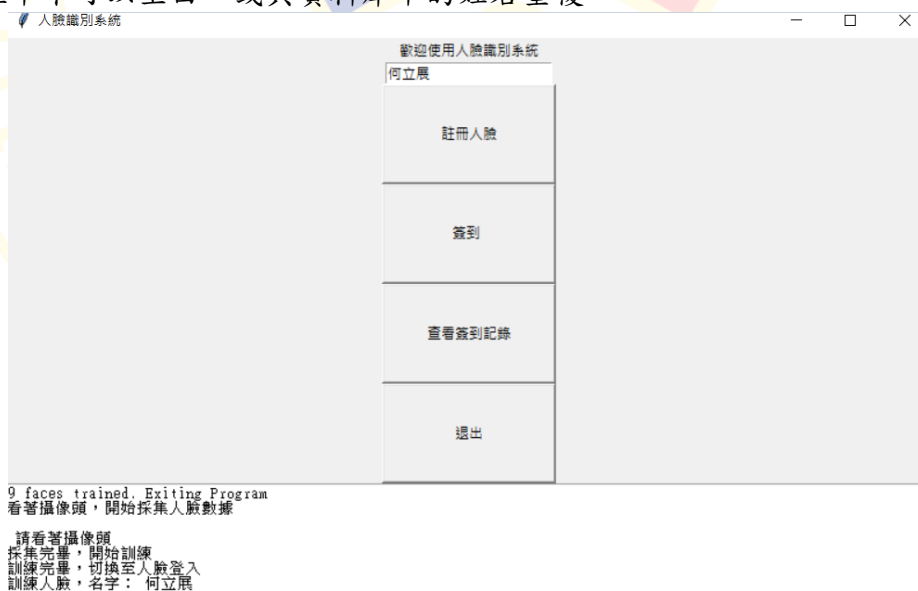 人臉識別系統
歡迎使用人臉識別系統
何立展
註冊人臉
簽到
查看簽到記錄
退出
9 faces trained. Exiting Program
看著攝像頭,開始採集人臉數據
請看著攝像頭
採集完畢,開始訓練
訓練完畢,切換至人臉登入
訓練人臉,名字: 何立展